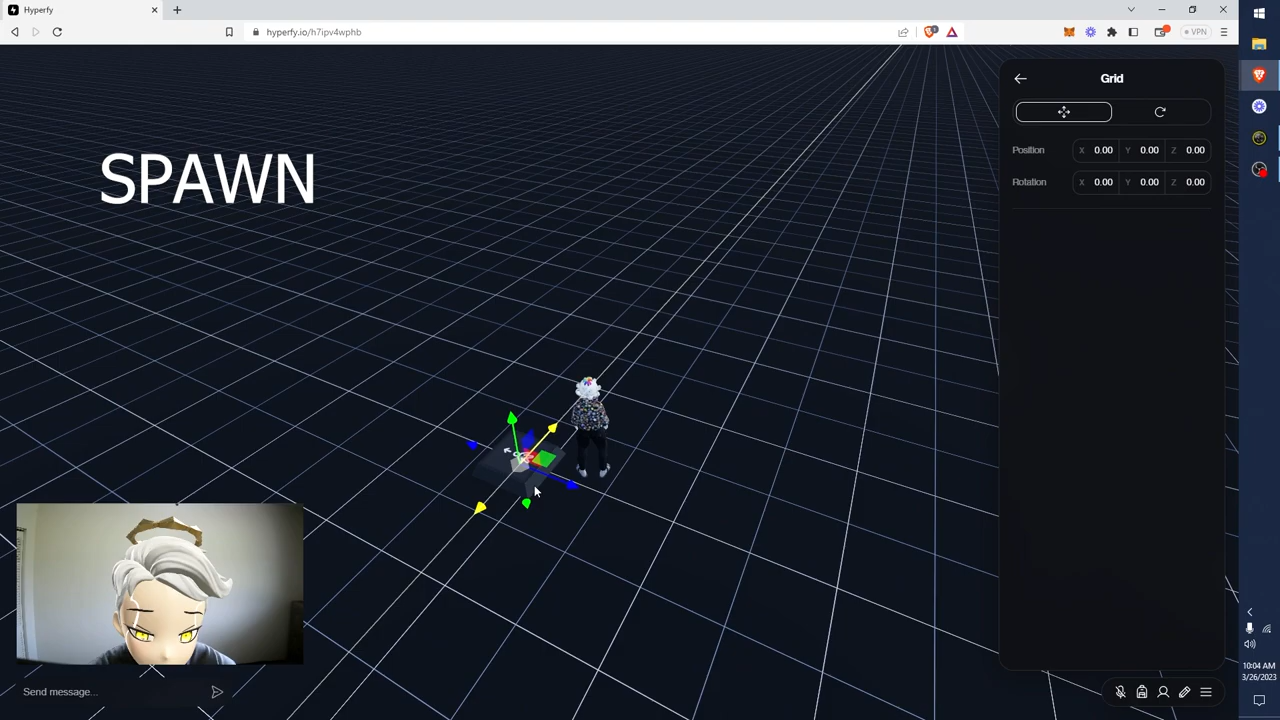 Hyperfy
hyperfy.io/h7ipv4wphb
VPN
Grid
Position X 0.00 Y 0.00 Z 0.00
Rotation X 0.00 Y 0.00 Z 0.00
SPAWN
Send message...
10:04 AM
3/26/2023